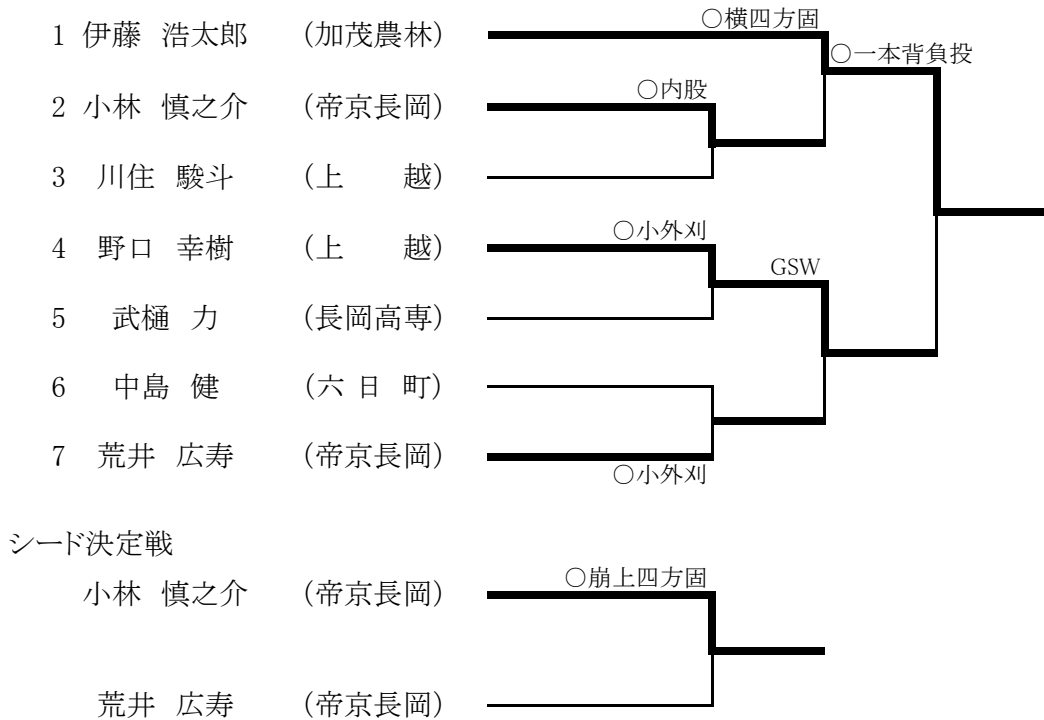 ○横四方固
1 伊藤 浩太郎 (加茂農林)
○一本背負投
○内股
2 小林 慎之介 (帝京長岡)
3 川住 駿斗 (上 越)
○小外刈
4 野口 幸樹 (上 越)
GSW
5 武樋 力 (長岡高専)
6 中島 健 (六 日 町)
7 荒井 広寿 (帝京長岡)
○小外刈
シード決定戦
○崩上四方固
小林 慎之介 (帝京長岡)
荒井 広寿 (帝京長岡)